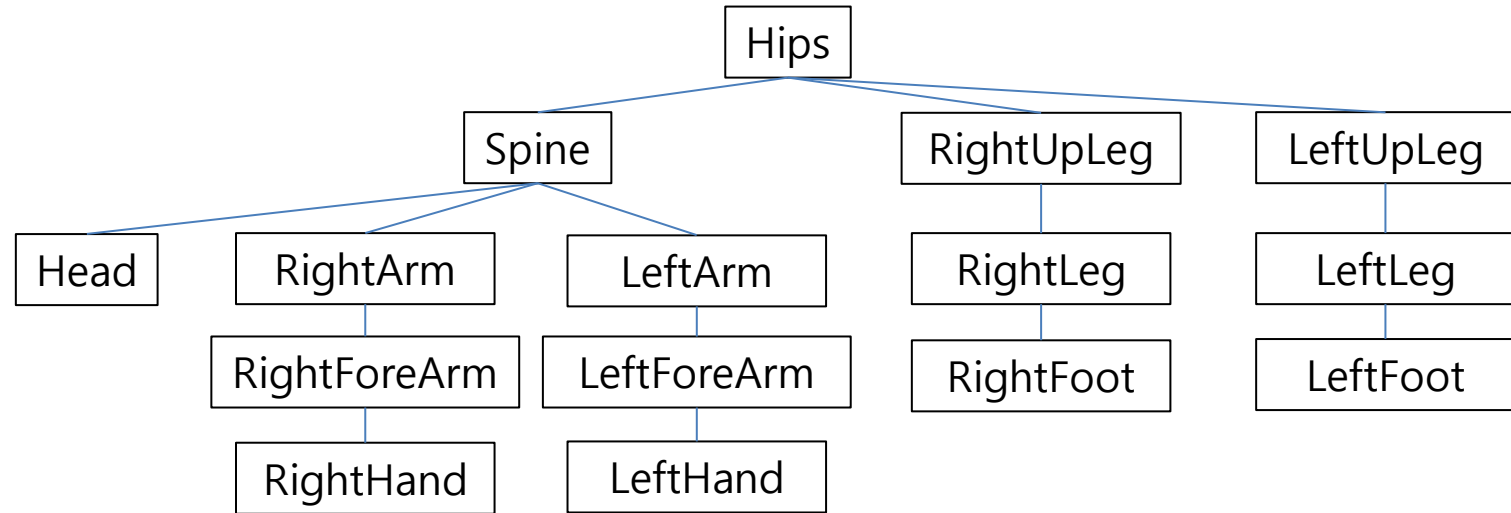 Hips
Spine
RightUpLeg
LeftUpLeg
Head
RightArm
LeftArm
RightLeg
LeftLeg
RightForeArm
LeftForeArm
RightFoot
LeftFoot
RightHand
LeftHand